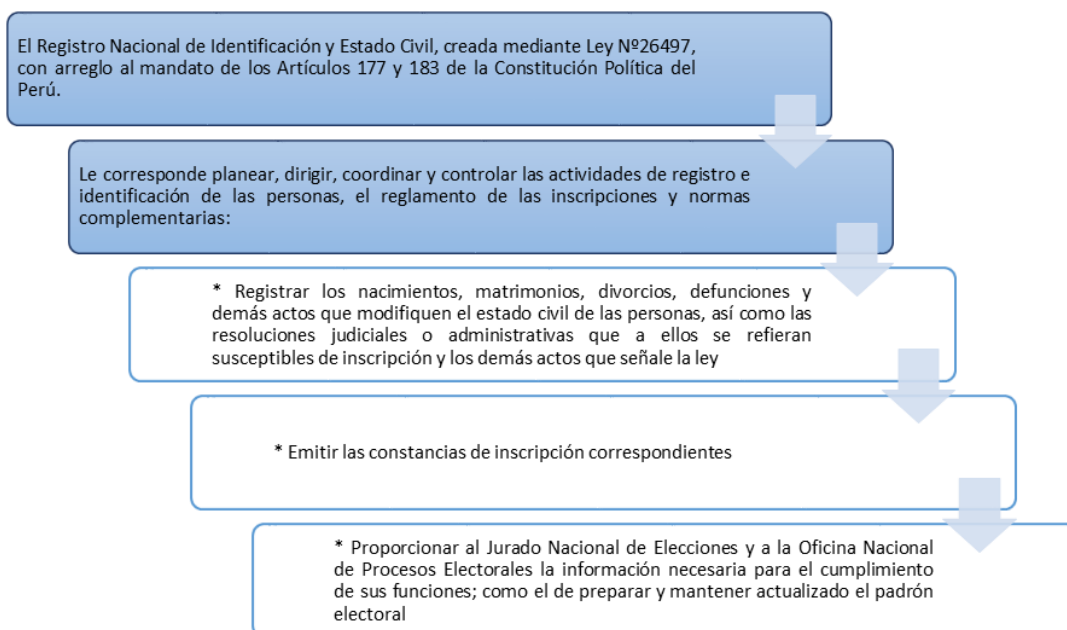 El Registro Nacional de Identificación y Estado Civil, creada mediante Ley Nº26497,
con arreglo al mandato de los Artículos 177 y 183 de la Constitución Política del
Perú.
Le corresponde planear, dirigir, coordinar y controlar las actividades de registro e
identificación de las personas, el reglamento de las inscripciones y normas
complementarias:
* Registrar los nacimientos, matrimonios, divorcios, defunciones y
demás actos que modifiquen el estado civil de las personas, así como las
resoluciones judiciales o administrativas que a ellos se refieran
susceptibles de inscripción y los demás actos que señale la ley
* Emitir las constancias de inscripción correspondientes
* Proporcionar al Jurado Nacional de Elecciones y a la Oficina Nacional
de Procesos Electorales la información necesaria para el cumplimiento
de sus funciones; como el de preparar y mantener actualizado el padrón
electoral